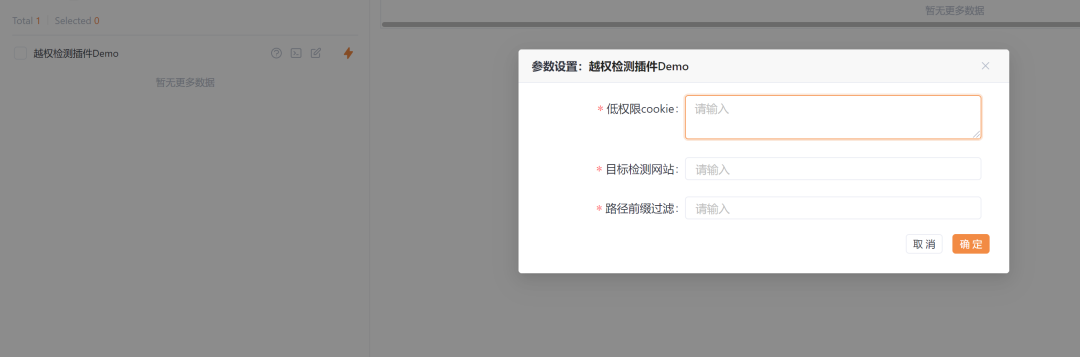 Total 1 Selected 0
越权检测插件Demo
暂无更多数据
暂无更多数据
参数设置：越权检测插件Demo
* 低权限cookie： 请输入
* 目标检测网站： 请输入
* 路径前缀过滤： 请输入
取 消 确 定